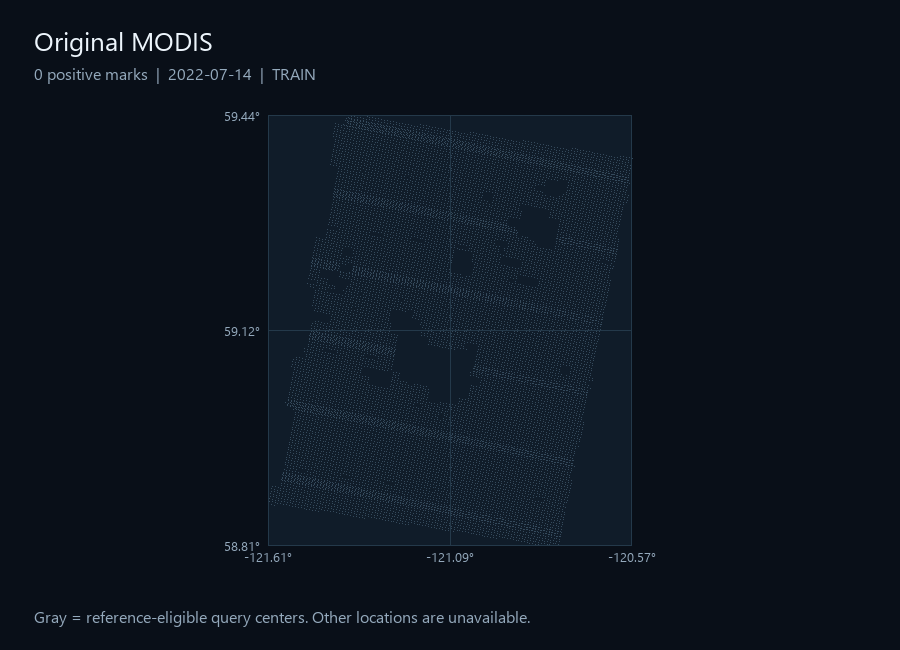 Original MODIS
0 positive marks | 2022-07-14 | TRAIN
59.44°
59.12°
58.81°
-121.61°
-121.09°
-120.57°
Gray = reference-eligible query centers. Other locations are unavailable.